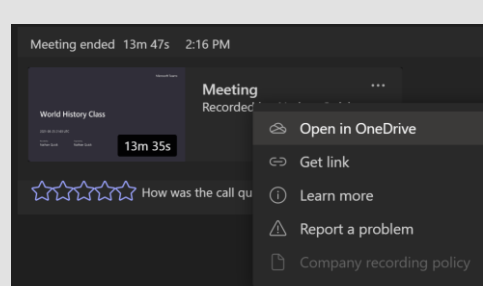 Meeting ended 13m 47s 2:16 PM
Meeting
Recorded
World History Class
13m 35s
Open in OneDrive
Get link
Learn more
Report a problem
Company recording policy
How was the call qu